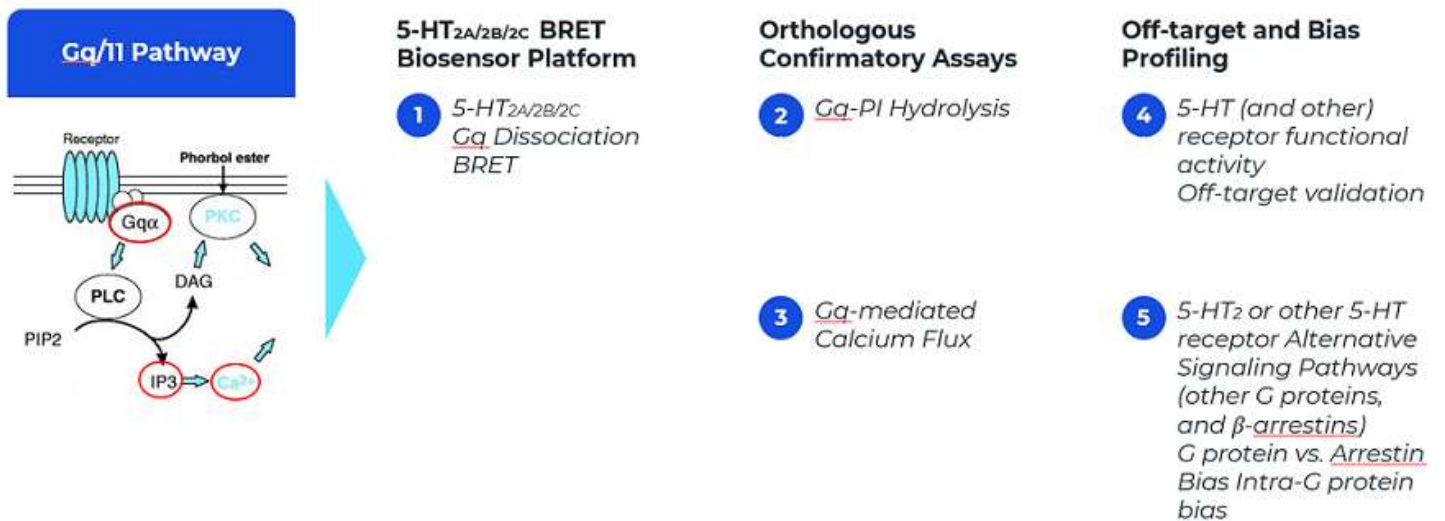 Gq/11 Pathway
Receptor
Phorbol ester
Gqα
PKC
PLC
DAG
PIP2
IP3
Ca2+
5-HT2A/2B/2C BRET
Biosensor Platform
1
5-HT2A/2B/2C
Gq Dissociation
BRET
Orthologous
Confirmatory Assays
2
Gq-PI Hydrolysis
3
Gq-mediated
Calcium Flux
Off-target and Bias
Profiling
4
5-HT (and other)
receptor functional
activity
Off-target validation
5
5-HT2 or other 5-HT
receptor Alternative
Signaling Pathways
(other G proteins,
and β-arrestins)
G protein vs. Arrestin
Bias Intra-G protein
bias